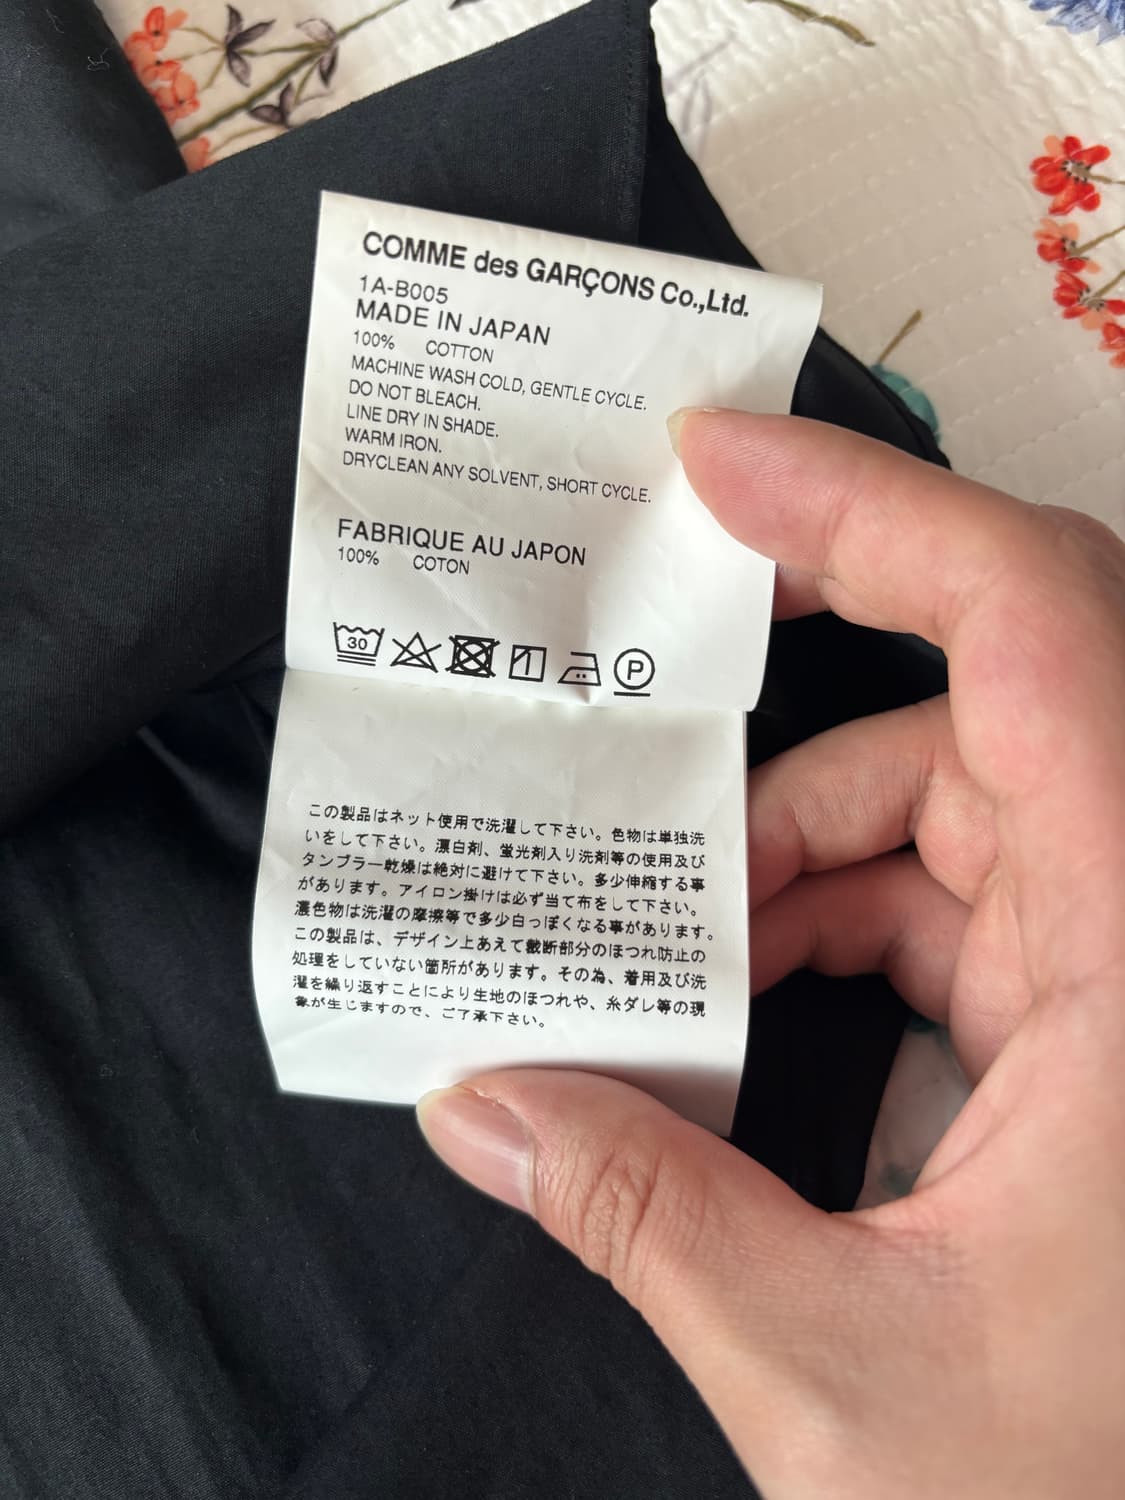 COMME des GARÇONS Co.,Ltd.
1A-B005
MADE IN JAPAN
100% COTTON
MACHINE WASH COLD, GENTLE CYCLE.
DO NOT BLEACH.
LINE DRY IN SHADE.
WARM IRON.
DRYCLEAN ANY SOLVENT, SHORT CYCLE.
FABRIQUE AU JAPON
100% COTON
30 P
この製品はネット使用で洗濯して下さい。色物は単独洗
いをして下さい。漂白剤、蛍光剤入り洗剤等の使用及び
タンブラー乾燥は絶対に避けて下さい。多少伸縮する事
があります。アイロン掛けは必ず当て布をして下さい。
濃色物は洗濯の摩擦等で多少白っぽくなる事があります。
この製品は、デザイン上あえて裁断部分のほつれ防止の
処理をしていない箇所があります。その為、着用及び洗
濯を繰り返すことにより生地のほつれや、糸ダレ等の現
象が生じますので、ご了承下さい。